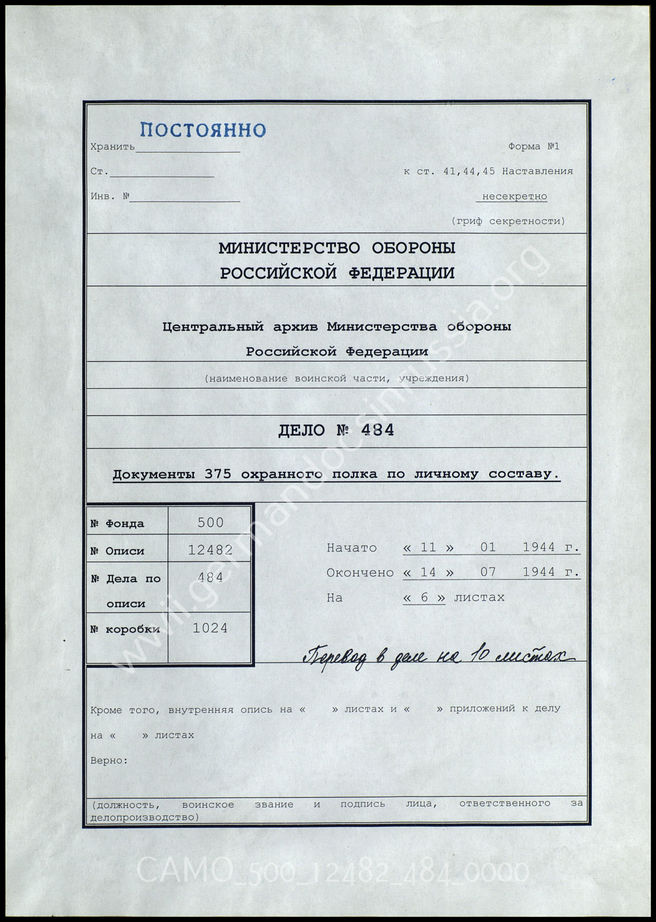 ПОСТОЯННО
Хранить
Форма №1
Ст.
к ст. 41,44,45 Наставления
Инв. №
несекретно
(гриф секретности)
МИНИСТЕРСТВО ОБОРОНЫ
РОССИЙСКОЙ ФЕДЕРАЦИИ
Центральный архив Министерства обороны
Российской Федерации
(наименование воинской части, учреждения)
ДЕЛО № 484
Документы 375 охранного полка по личному составу.
№ Фонда 500
№ Описи 12482
№ Дела по описи 484
№ коробки 1024
Начато « 11 » 01 1944 г.
Окончено « 14 » 07 1944 г.
На « 6 » листах
Перевод в деле на 10 листах
Кроме того, внутренняя опись на « » листах и « » приложений к делу
на « » листах
Верно:
(должность, воинское звание и подпись лица, ответственного за
делопроизводство)
www.germandocsinrussia.org
CAMO_500_12482_484_0000